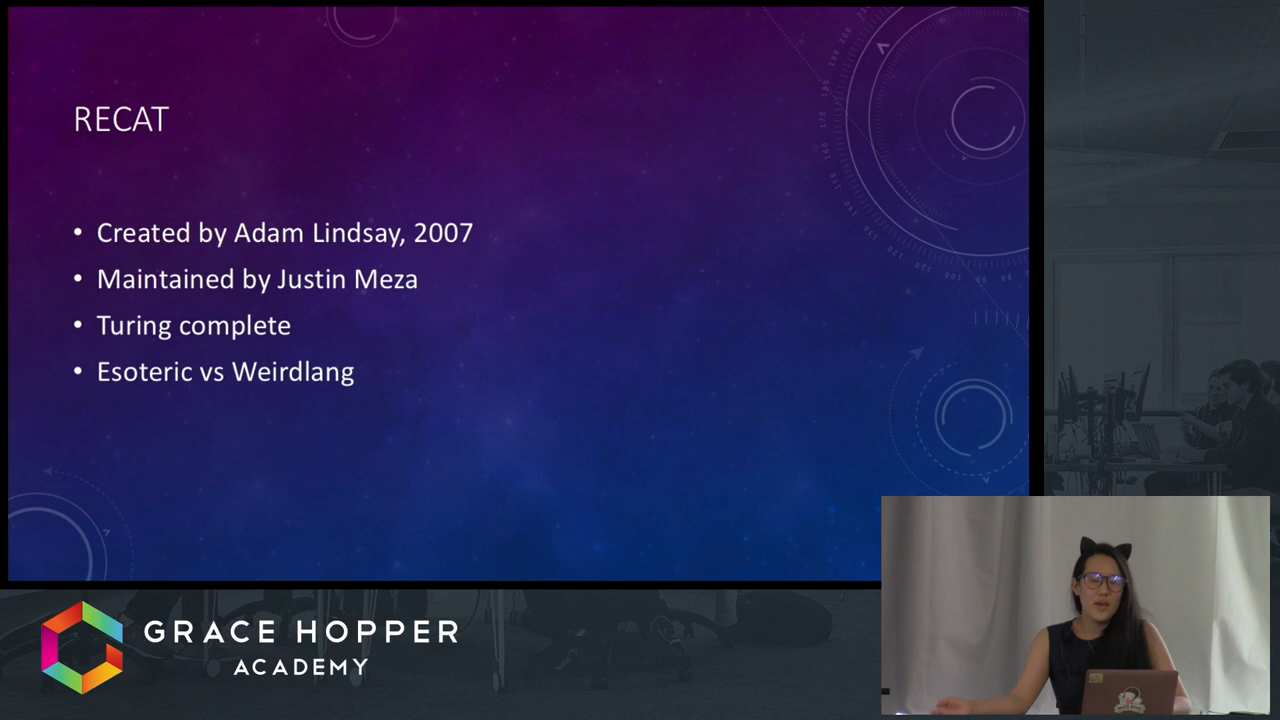 RECAT
• Created by Adam Lindsay, 2007
• Maintained by Justin Meza
• Turing complete
• Esoteric vs Weirdlang
GRACE HOPPER
ACADEMY